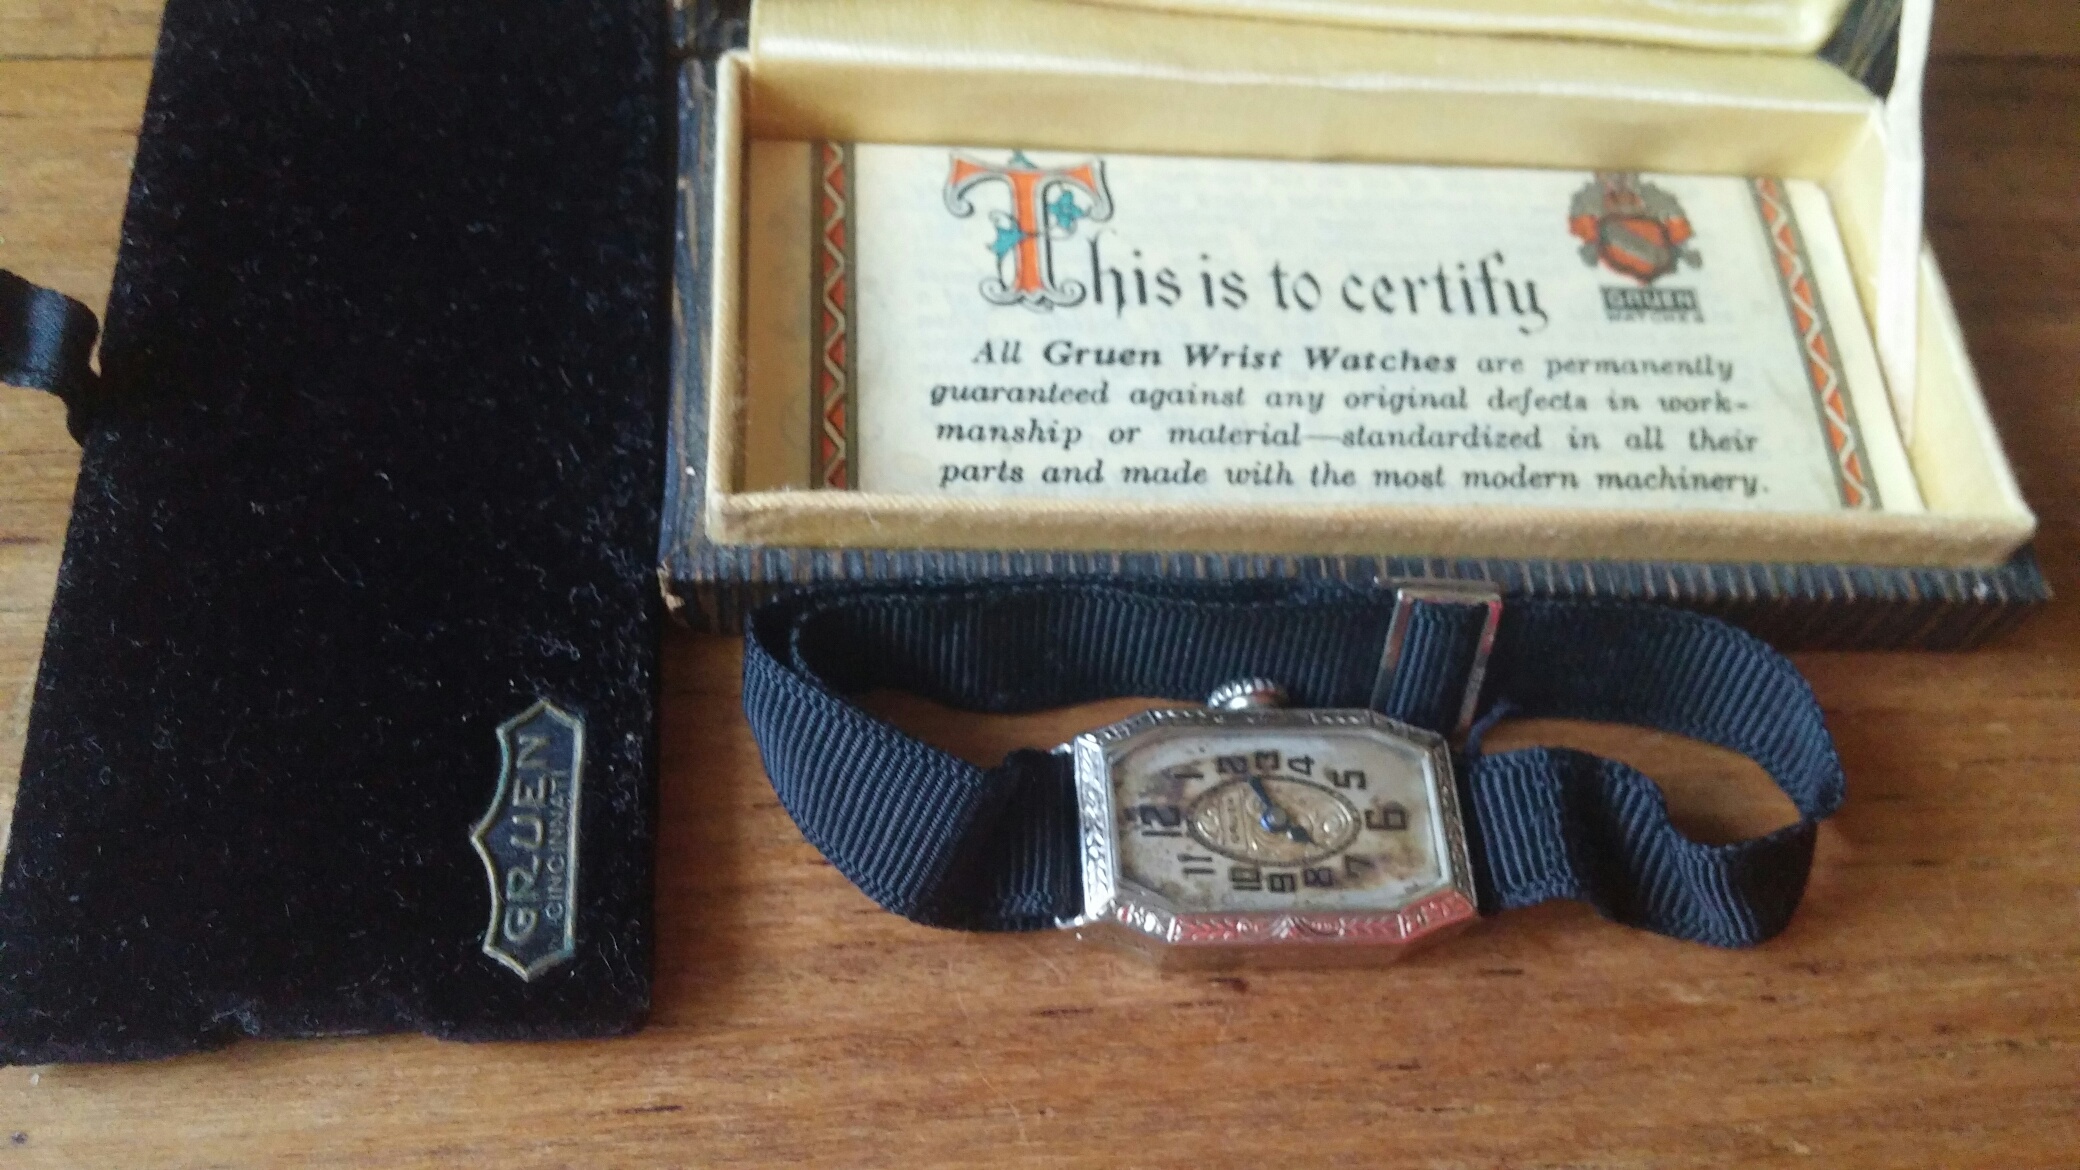 This is to certify
GRUEN
WATCHES
All Gruen Wrist Watches are permanently
guaranteed against any original defects in work-
manship or material—standardized in all their
parts and made with the most modern machinery.
GRUEN
CINCINNATI
12
1
2
3
4
5
6
7
8
9
10
11